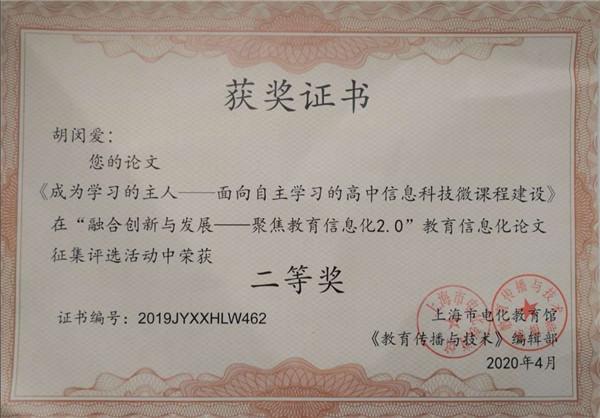 获奖证书
胡闵爱：
您的论文
《成为学习的主人——面向自主学习的高中信息科技微课程建设》
在“融合创新与发展——聚焦教育信息化2.0”教育信息化论文
征集评选活动中荣获
二等奖
证书编号：2019JYXXHLW462
上海市电化教育馆
《教育传播与技术》编辑部
2020年4月